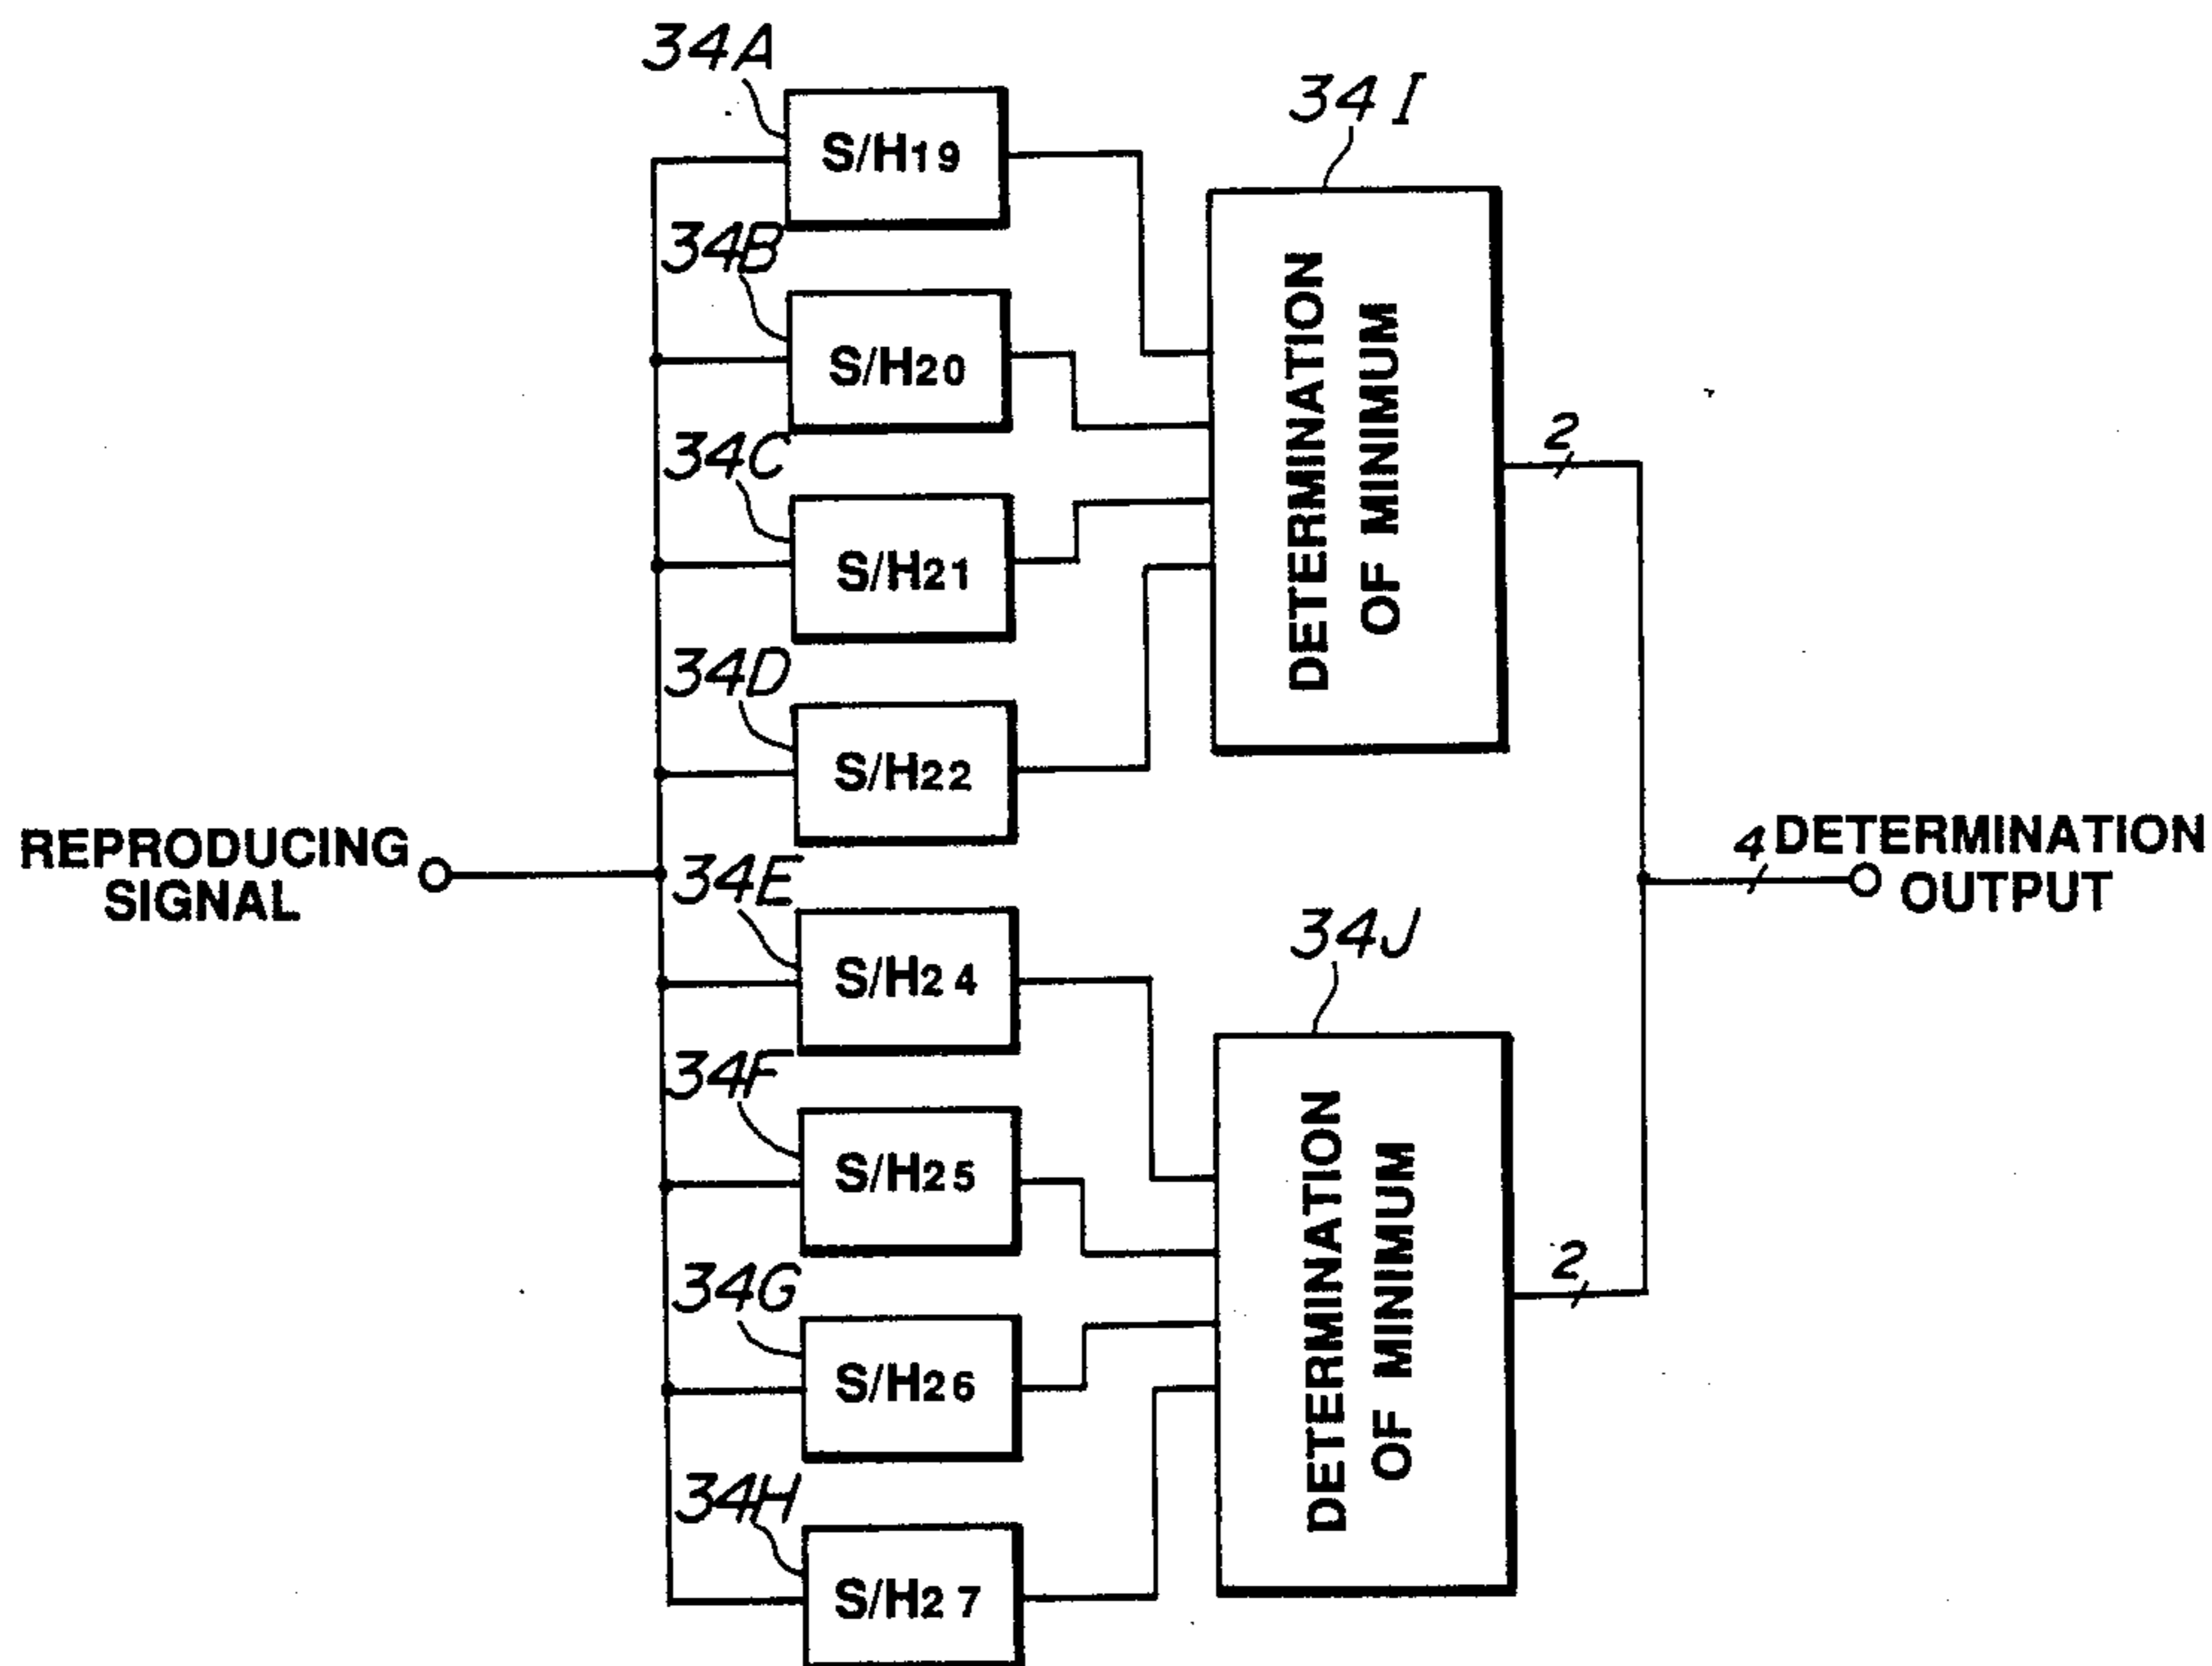 34A
S/H19
34B
S/H20
34C
S/H21
34D
S/H22
REPRODUCING
SIGNAL
34E
S/H24
34F
S/H25
34G
S/H26
34H
S/H27
34I
DETERMINATION
OF MINIMUM
2
34J
DETERMINATION
OF MINIMUM
2
4
DETERMINATION
OUTPUT